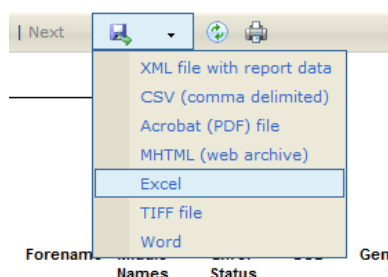 | Next
XML file with report data
CSV (comma delimited)
Acrobat (PDF) file
MHTML (web archive)
Excel
TIFF file
Word
Forename
Names Status